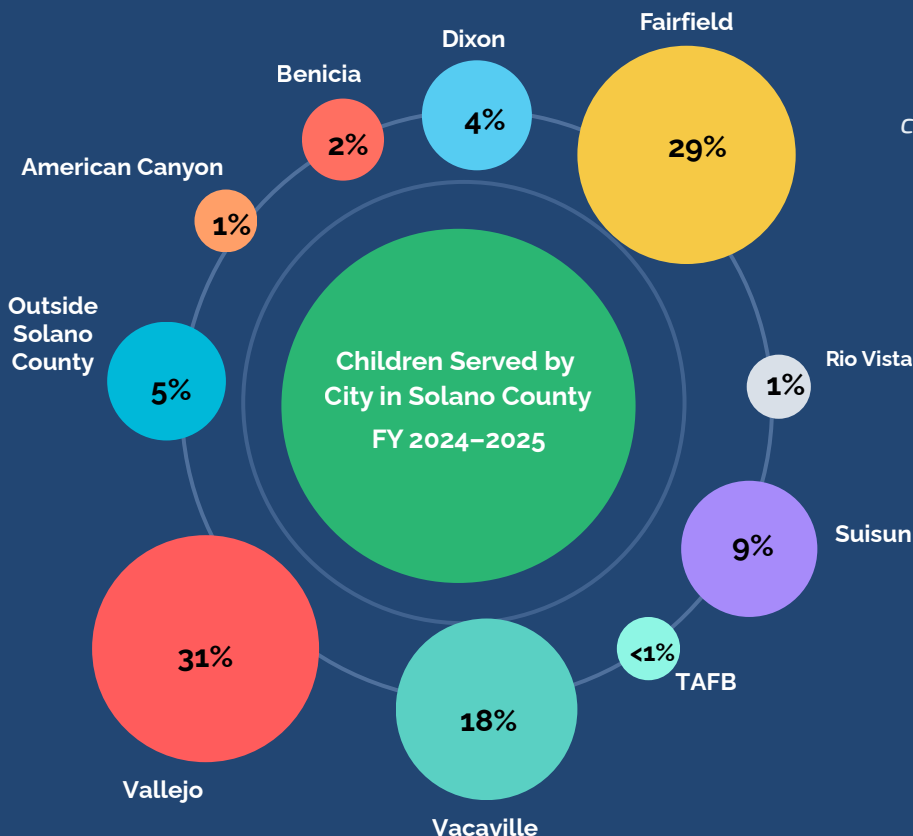 Fairfield
29%
Dixon
4%
Benicia
2%
American Canyon
1%
Outside
Solano
County
5%
Children Served by
City in Solano County
FY 2024–2025
Rio Vista
1%
Suisun
9%
<1%
TAFB
31%
Vallejo
18%
Vacaville